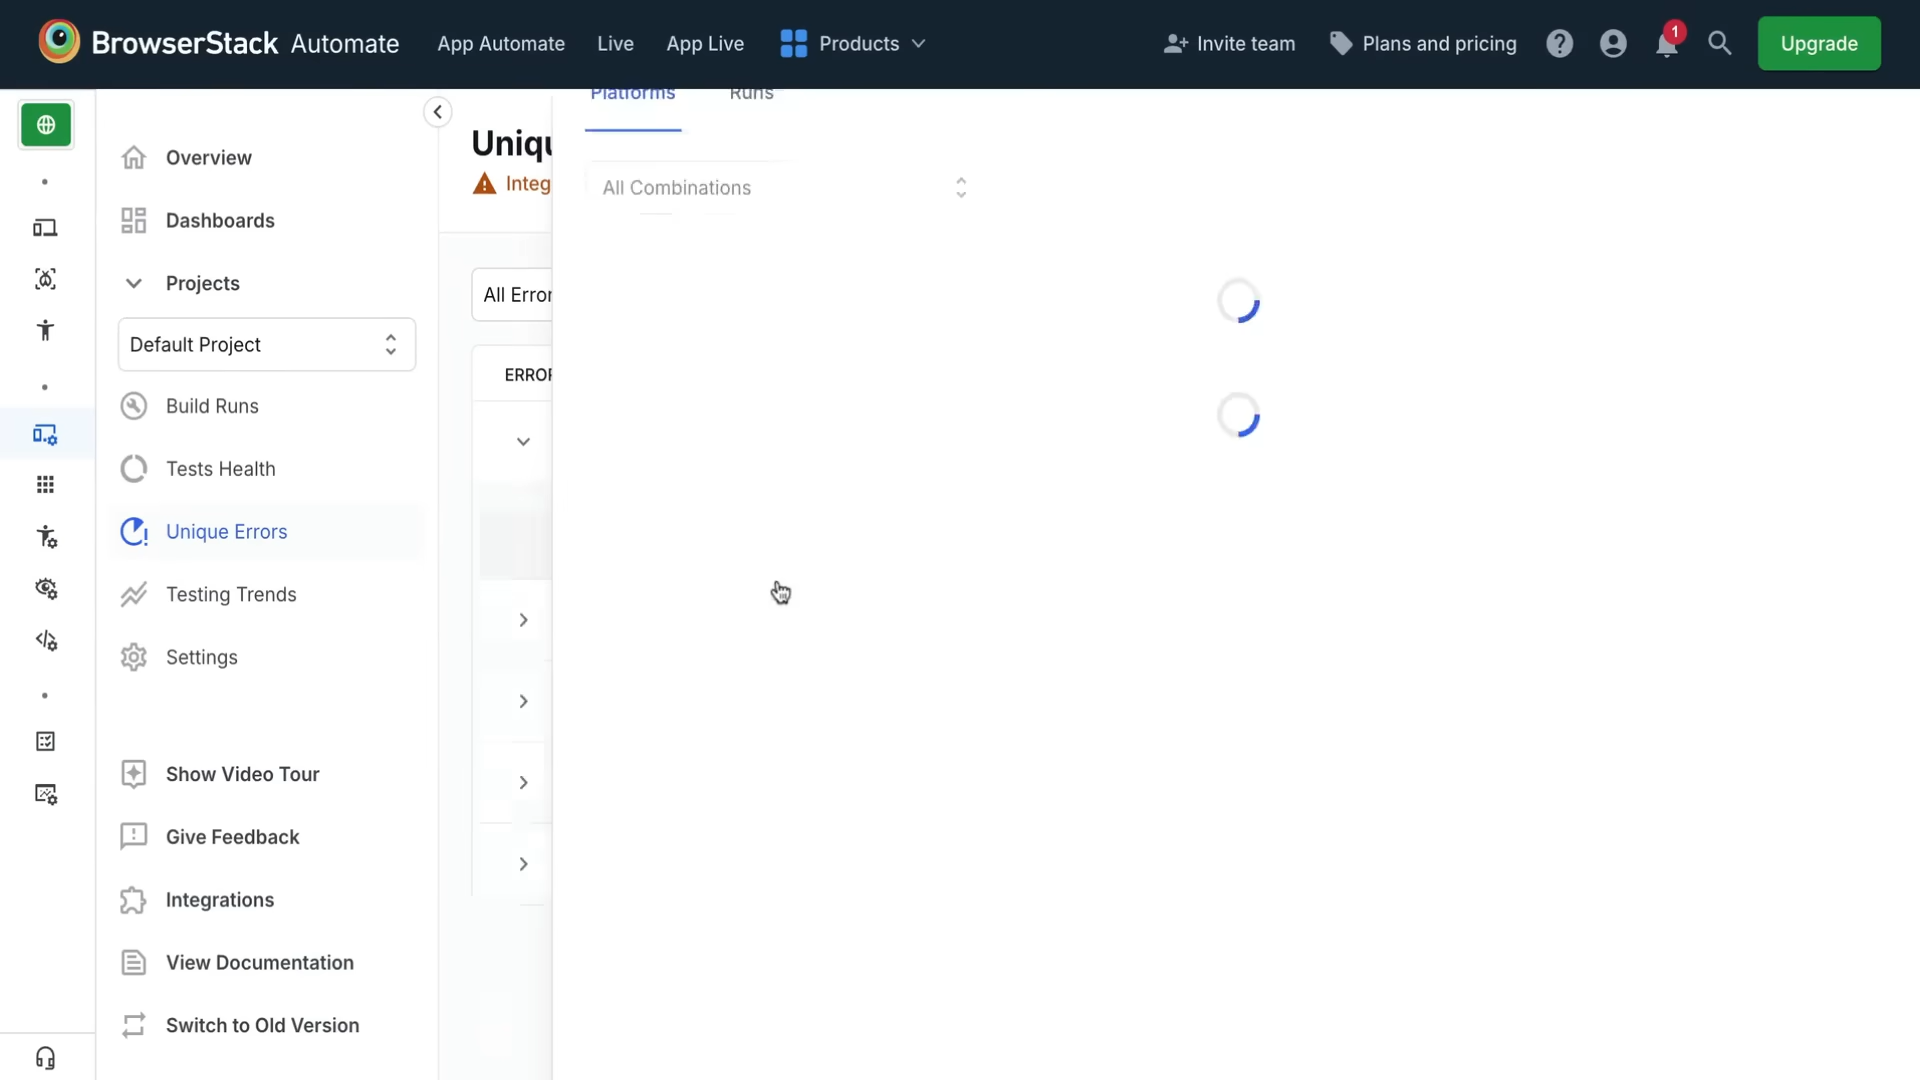 BrowserStack Automate App Automate Live App Live Products Invite team Plans and pricing 1 Upgrade
Platforms Runs
Overview
Dashboards
Projects
Default Project
Build Runs
Tests Health
Unique Errors
Testing Trends
Settings
Show Video Tour
Give Feedback
Integrations
View Documentation
Switch to Old Version
Uniqu
Integ
All Error
ERROR
All Combinations